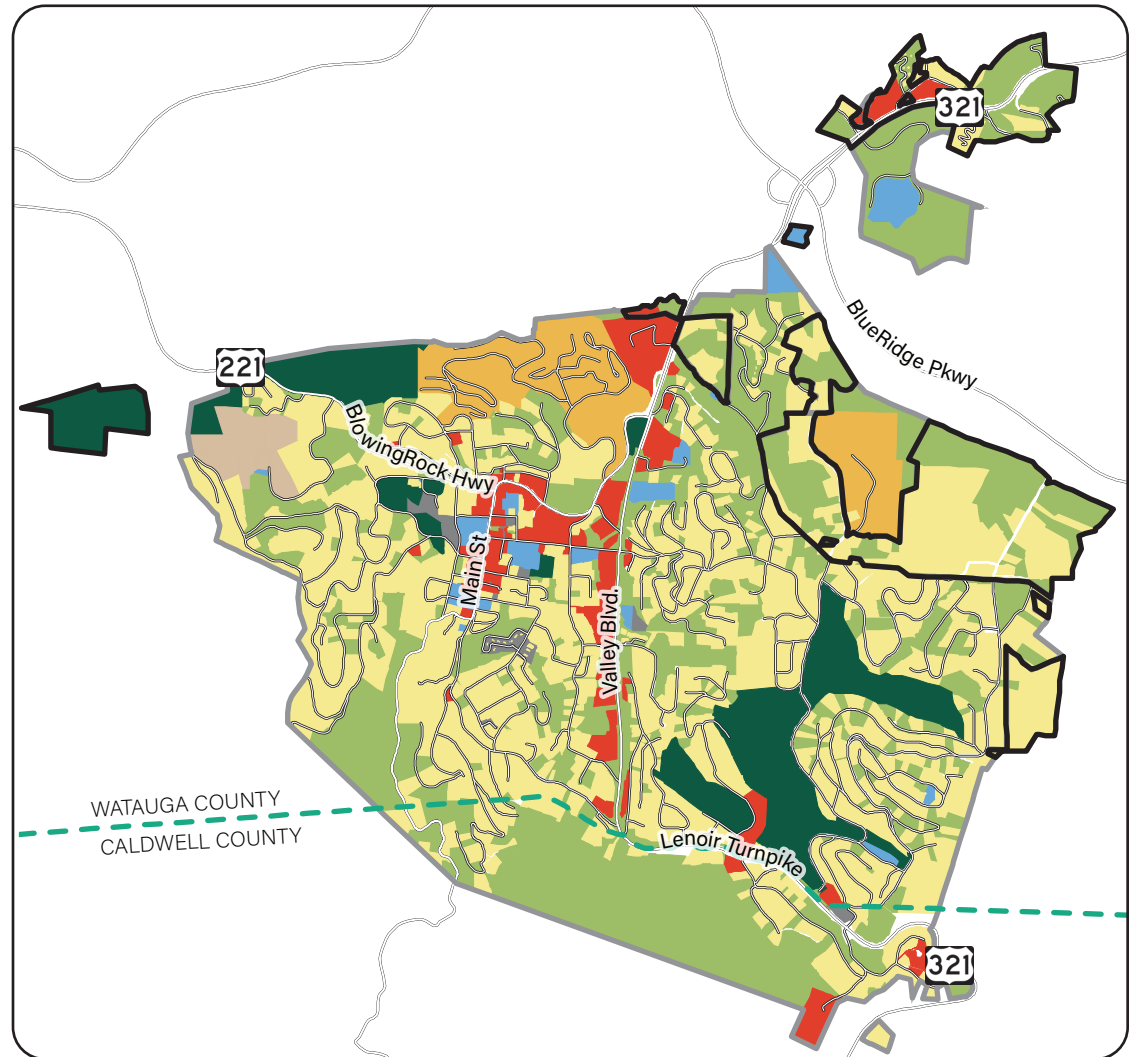 321
BlueRidge Pkwy
221
BlowingRock Hwy
Main St
Valley Blvd.
WATAUGA COUNTY
CALDWELL COUNTY
Lenoir Turnpike
321